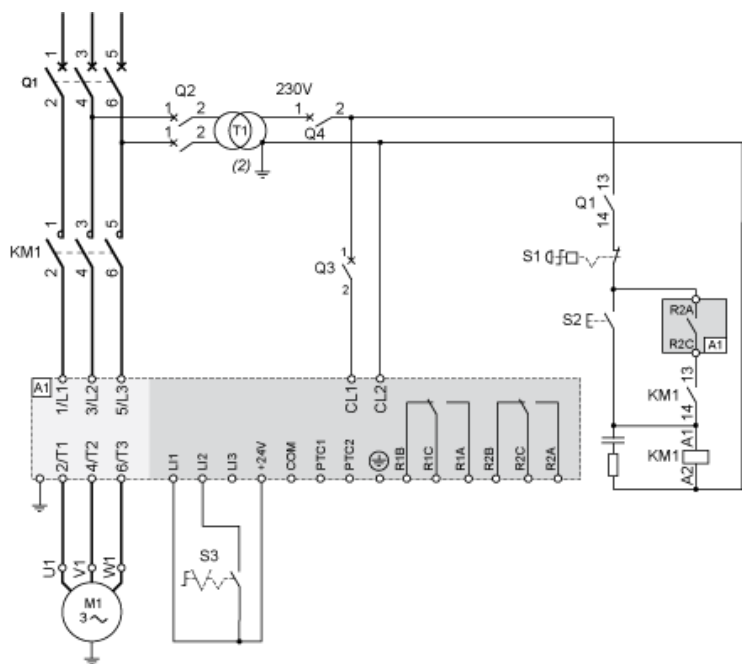 1 3 5
Q1
2 4 6
Q2
1 2
1 2
T1
(2)
230V
1 2
Q4
13
Q1
14
1 3 5
KM1
2 4 6
1
Q3
2
S1
S2
R2A
R2C
A1
13
KM1
14
A1
KM1
A2
A1
1/L1 3/L2 5/L3
CL1 CL2
2/T1 4/T2 6/T3
LI1 LI2 LI3 +24V COM PTC1 PTC2 R1B R1C R1A R2B R2C R2A
S3
U1 V1 W1
M1
3~